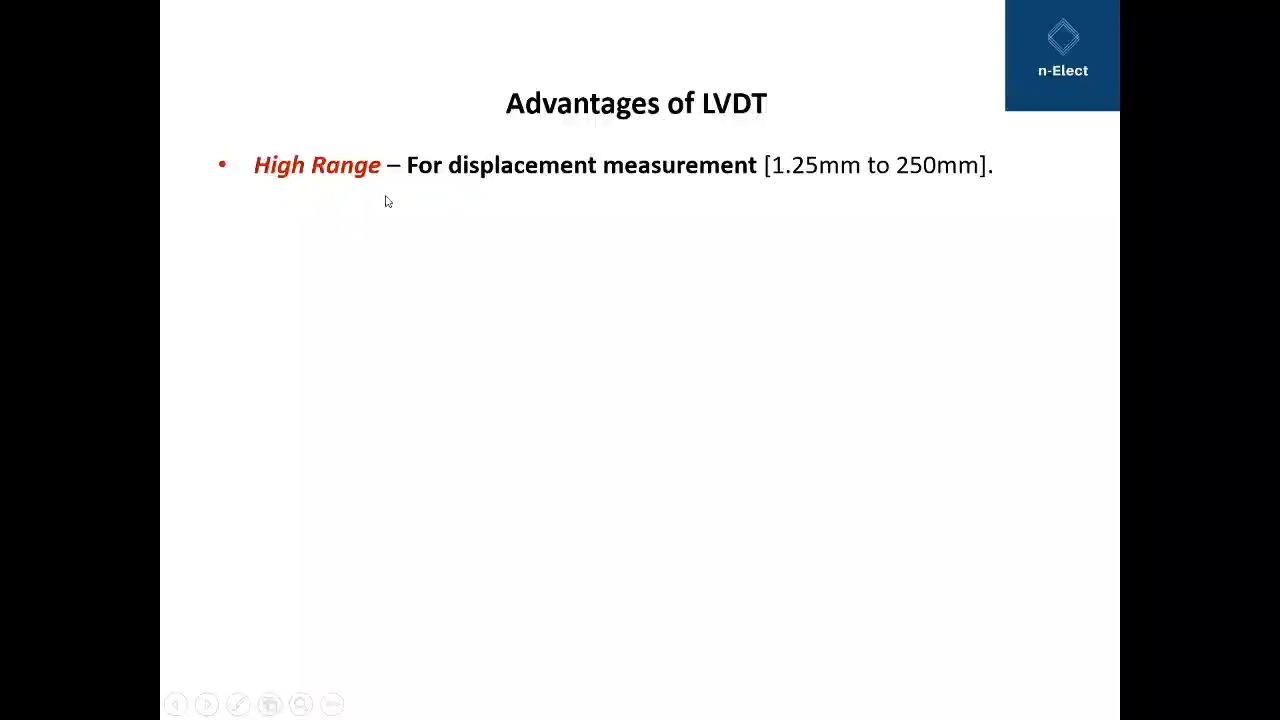 n-Elect
Advantages of LVDT
• High Range – For displacement measurement [1.25mm to 250mm].